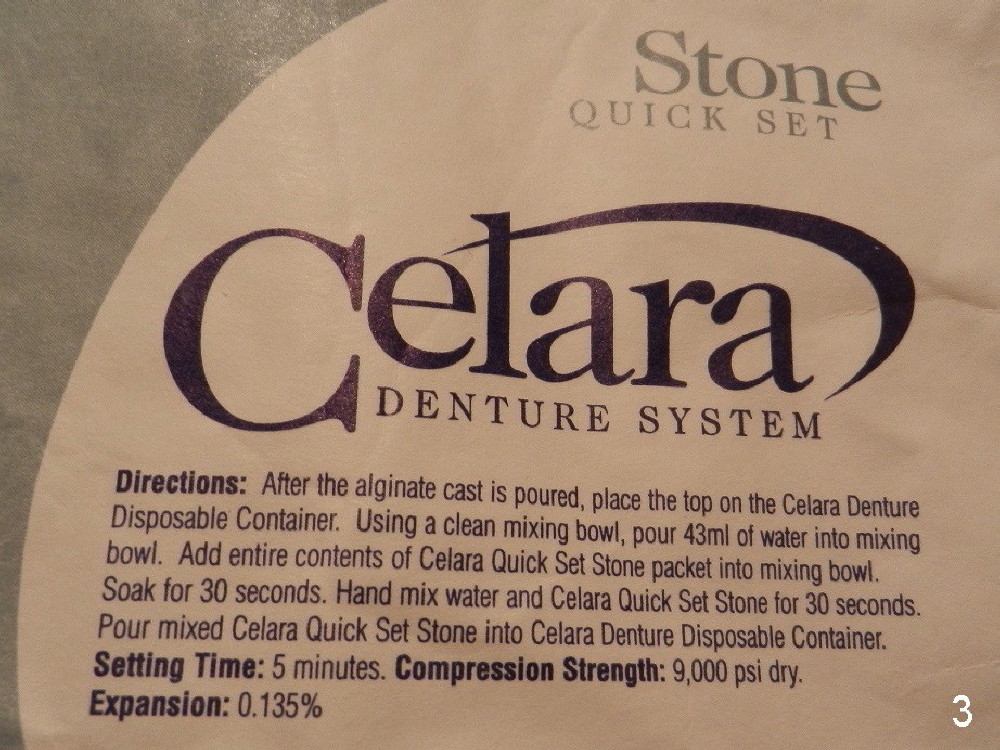 Stone
QUICK SET
Celara
DENTURE SYSTEM
Directions: After the alginate cast is poured, place the top on the Celara Denture
Disposable Container. Using a clean mixing bowl, pour 43ml of water into mixing
bowl. Add entire contents of Celara Quick Set Stone packet into mixing bowl.
Soak for 30 seconds. Hand mix water and Celara Quick Set Stone for 30 seconds.
Pour mixed Celara Quick Set Stone into Celara Denture Disposable Container.
Setting Time: 5 minutes. Compression Strength: 9,000 psi dry.
Expansion: 0.135%
3